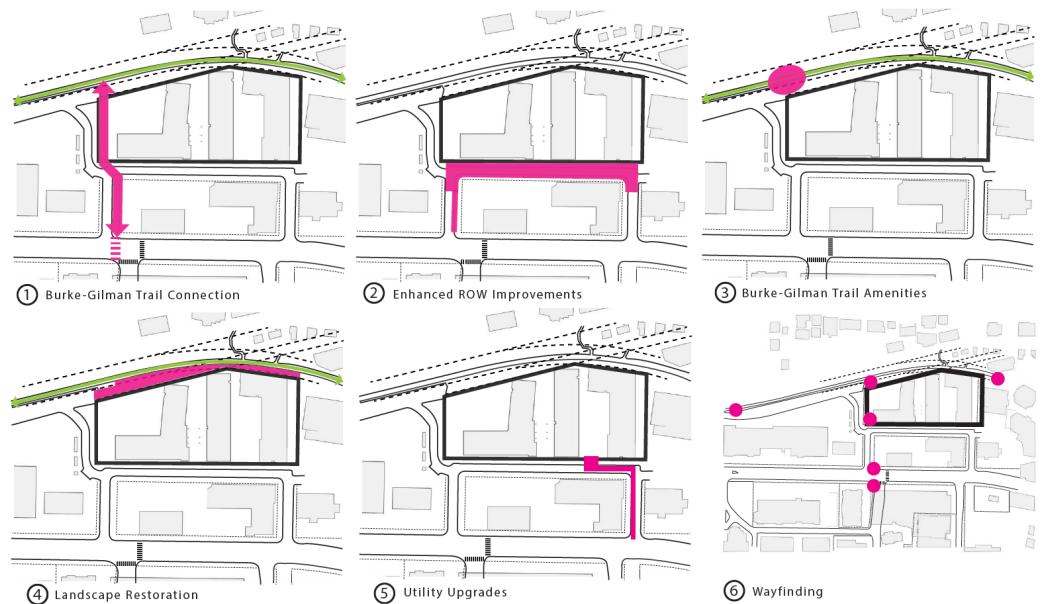 1 Burke-Gilman Trail Connection
2 Enhanced ROW Improvements
3 Burke-Gilman Trail Amenities
4 Landscape Restoration
5 Utility Upgrades
6 Wayfinding